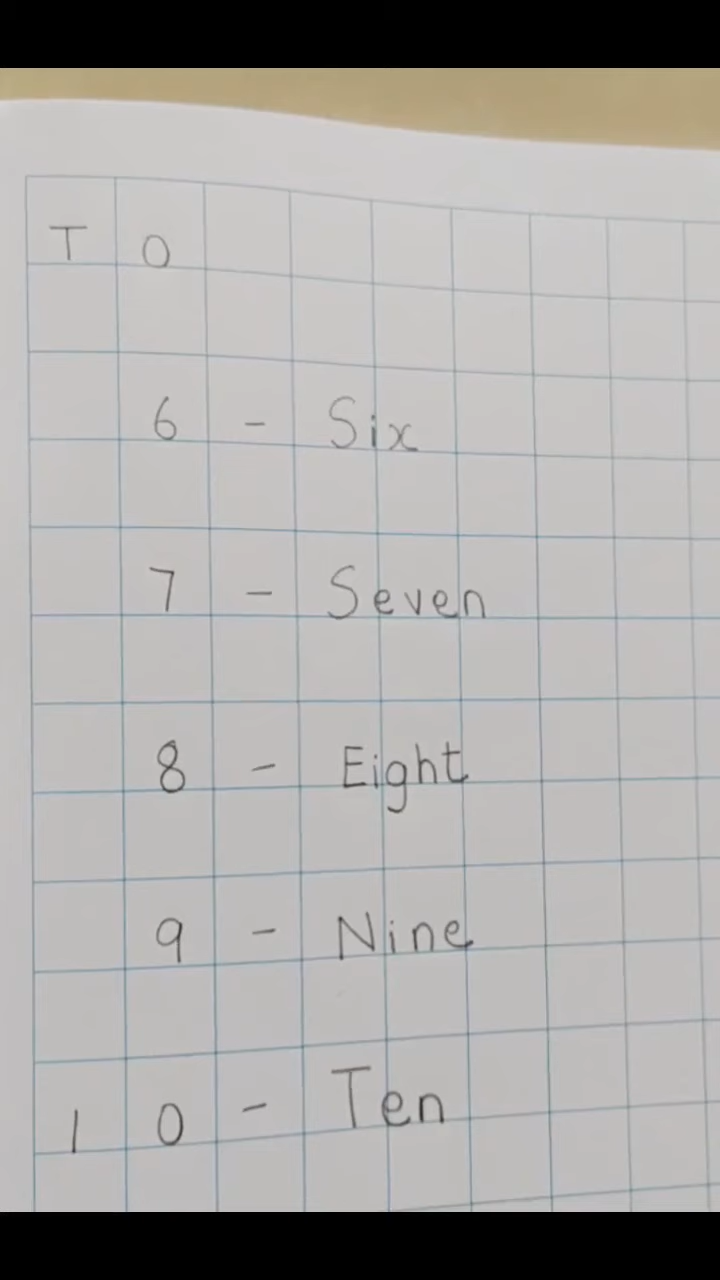 T O
6 - Six
7 - Seven
8 - Eight
9 - Nine
1 0 - Ten